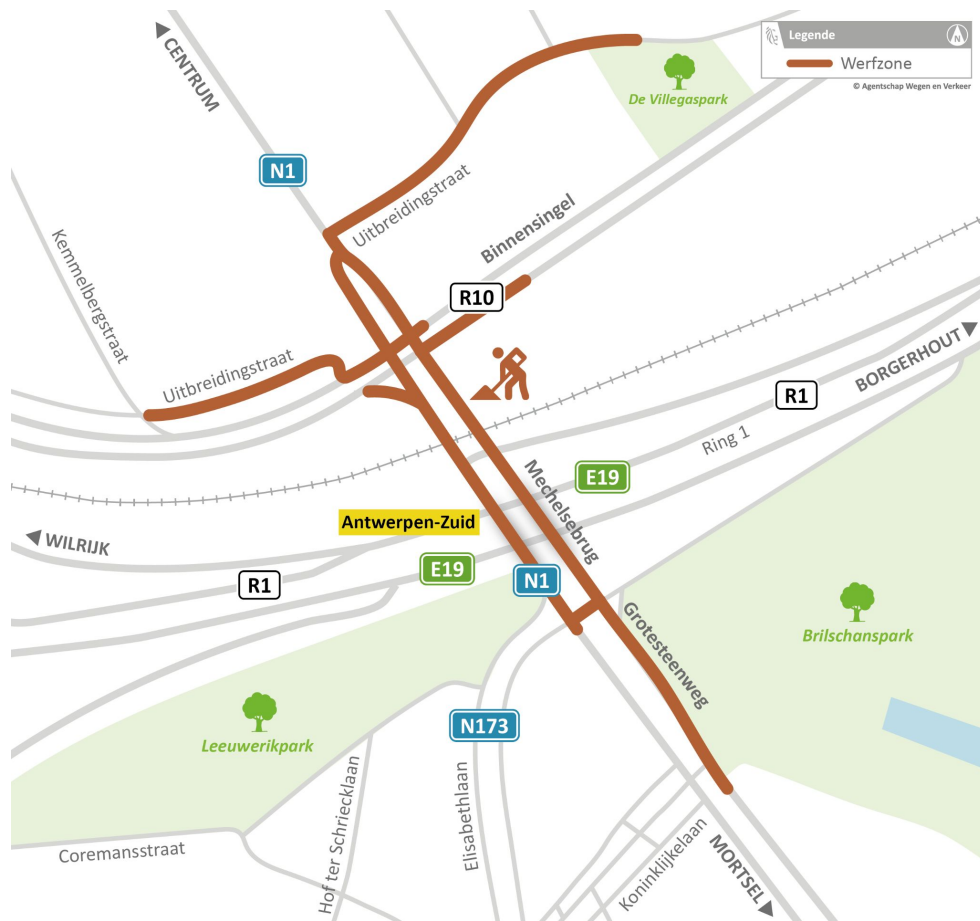 Legende
N
Werfzone
© Agentschap Wegen en Verkeer
CENTRUM
De Villegaspark
N1
Uitbreidingstraat
Binnensingel
Kemmelbergstraat
R10
Uitbreidingstraat
BORGERHOUT
R1
Ring 1
Mechelsebrug
E19
Antwerpen-Zuid
WILRIJK
E19
R1
N1
Grotesteenweg
Brilschanspark
Leeuwerikpark
N173
Elisabethlaan
Hof ter Schriecklaan
Coremansstraat
Koninklijkelaan
MORTSEL